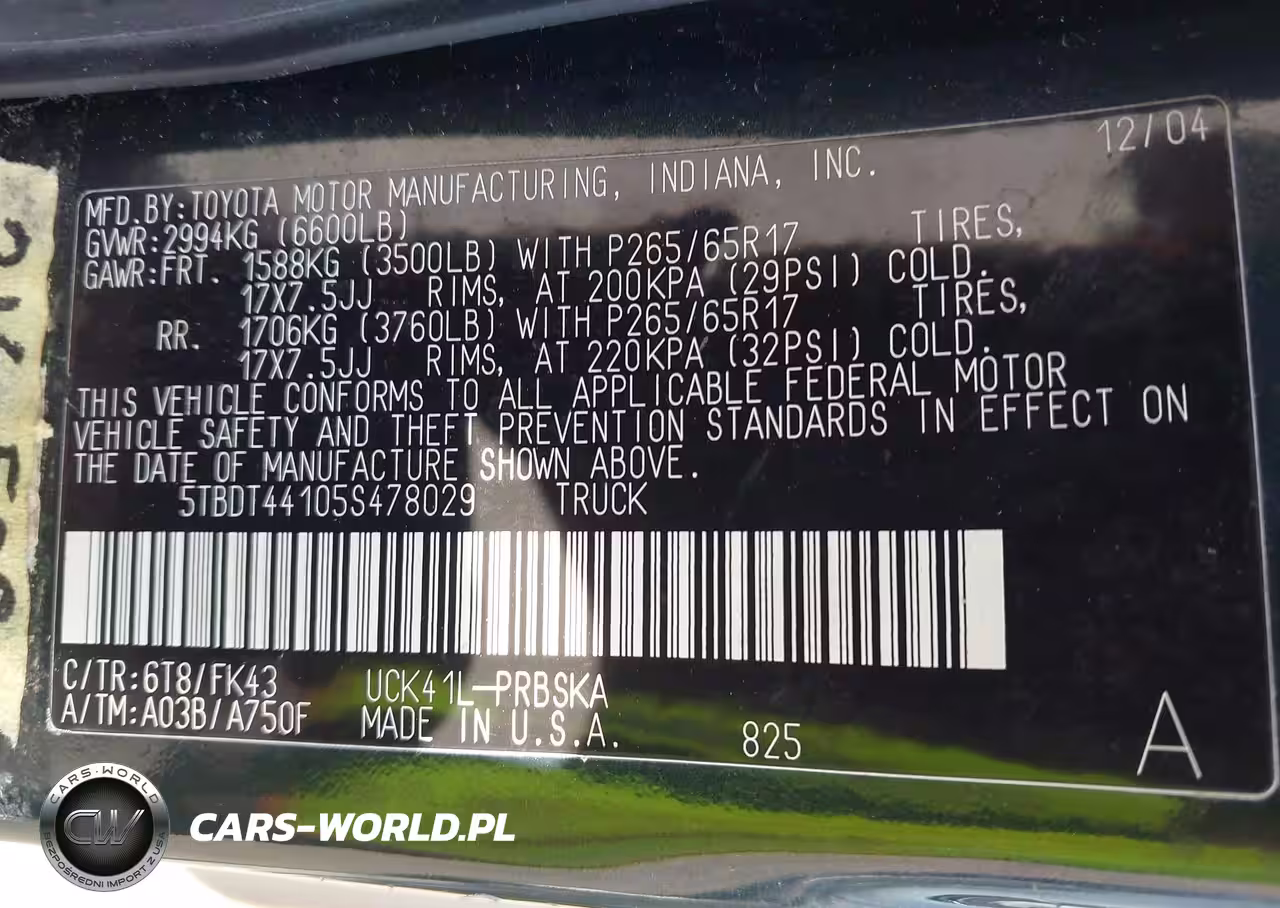 12/04
MFD.BY:TOYOTA MOTOR MANUFACTURING, INDIANA, INC.
GVWR:2994KG (6600LB)
GAWR:FRT. 1588KG (3500LB) WITH P265/65R17 TIRES,
17X7.5JJ RIMS, AT 200KPA (29PSI) COLD.
RR. 1706KG (3760LB) WITH P265/65R17 TIRES,
17X7.5JJ RIMS, AT 220KPA (32PSI) COLD.
THIS VEHICLE CONFORMS TO ALL APPLICABLE FEDERAL MOTOR
VEHICLE SAFETY AND THEFT PREVENTION STANDARDS IN EFFECT ON
THE DATE OF MANUFACTURE SHOWN ABOVE.
5TBDT44105S478029 TRUCK
C/TR:6T8/FK43 UCK41L-PRBSKA
A/TM:A03B/A750F MADE IN U.S.A. 825 A
CARS-WORLD
CW
BEZPOŚREDNI IMPORT Z USA
CARS-WORLD.PL